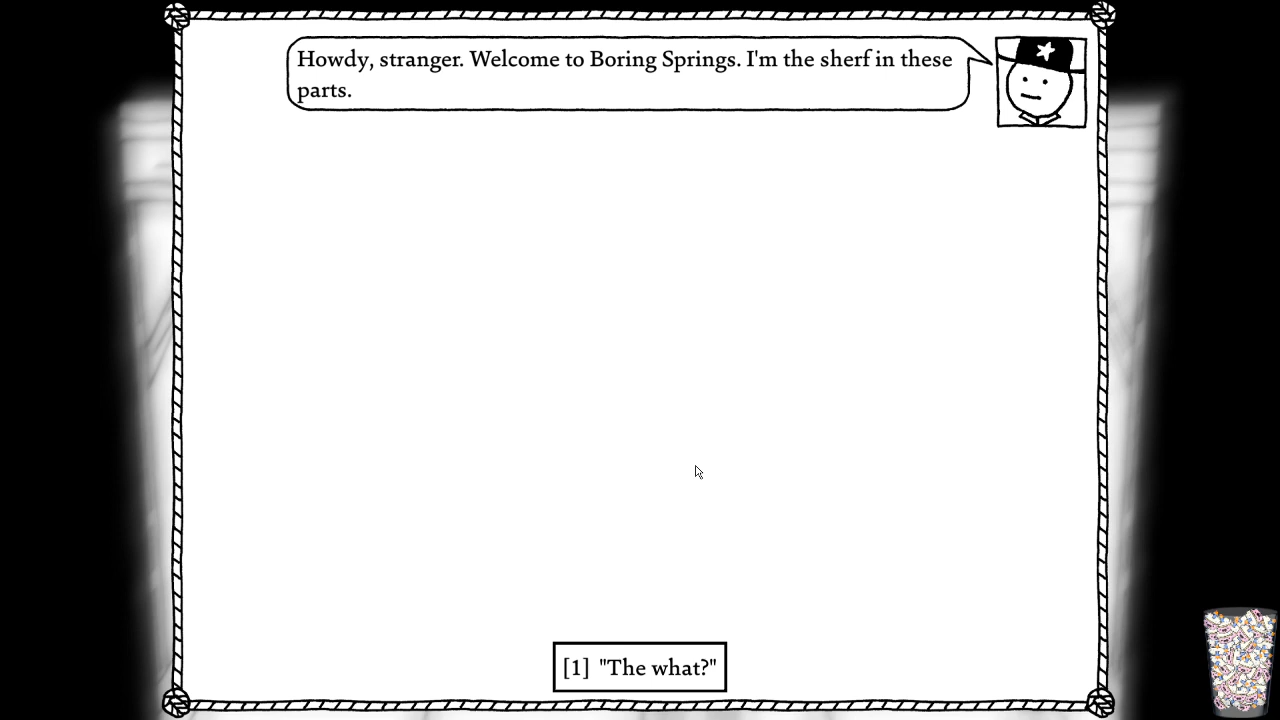 Howdy, stranger. Welcome to Boring Springs. I'm the sherf in these
parts.
[1] "The what?"